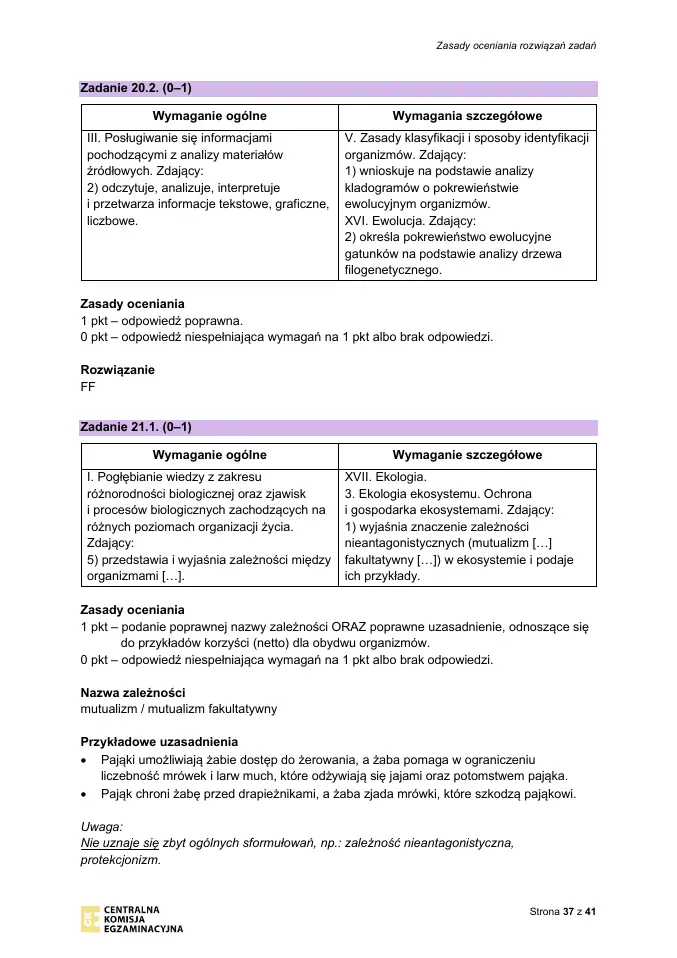 Zasady oceniania rozwiązań zadań
Zadanie 20.2. (0–1)
Wymaganie ogólne
III. Posługiwanie się informacjami
pochodzącymi z analizy materiałów
źródłowych. Zdający:
2) odczytuje, analizuje, interpretuje
i przetwarza informacje tekstowe, graficzne,
liczbowe.
Wymagania szczegółowe
V. Zasady klasyfikacji i sposoby identyfikacji
organizmów. Zdający:
1) wnioskuje na podstawie analizy
kladogramów o pokrewieństwie
ewolucyjnym organizmów.
XVI. Ewolucja. Zdający:
2) określa pokrewieństwo ewolucyjne
gatunków na podstawie analizy drzewa
filogenetycznego.
Zasady oceniania
1 pkt – odpowiedź poprawna.
0 pkt – odpowiedź niespełniająca wymagań na 1 pkt albo brak odpowiedzi.
Rozwiązanie
FF
Zadanie 21.1. (0–1)
Wymaganie ogólne
I. Pogłębianie wiedzy z zakresu
różnorodności biologicznej oraz zjawisk
i procesów biologicznych zachodzących na
różnych poziomach organizacji życia.
Zdający:
5) przedstawia i wyjaśnia zależności między
organizmami […].
Wymaganie szczegółowe
XVII. Ekologia.
3. Ekologia ekosystemu. Ochrona
i gospodarka ekosystemami. Zdający:
1) wyjaśnia znaczenie zależności
nieantagonistycznych (mutualizm […]
fakultatywny […]) w ekosystemie i podaje
ich przykłady.
Zasady oceniania
1 pkt – podanie poprawnej nazwy zależności ORAZ poprawne uzasadnienie, odnoszące się
do przykładów korzyści (netto) dla obydwu organizmów.
0 pkt – odpowiedź niespełniająca wymagań na 1 pkt albo brak odpowiedzi.
Nazwa zależności
mutualizm / mutualizm fakultatywny
Przykładowe uzasadnienia
• Pająki umożliwiają żabie dostęp do żerowania, a żaba pomaga w ograniczeniu
liczebność mrówek i larw much, które odżywiają się jajami oraz potomstwem pająka.
• Pająk chroni żabę przed drapieżnikami, a żaba zjada mrówki, które szkodzą pająkowi.
Uwaga:
Nie uznaje się zbyt ogólnych sformułowań, np.: zależność nieantagonistyczna,
protekcjonizm.
CKE
CENTRALNA
KOMISJA
EGZAMINACYJNA
Strona 37 z 41